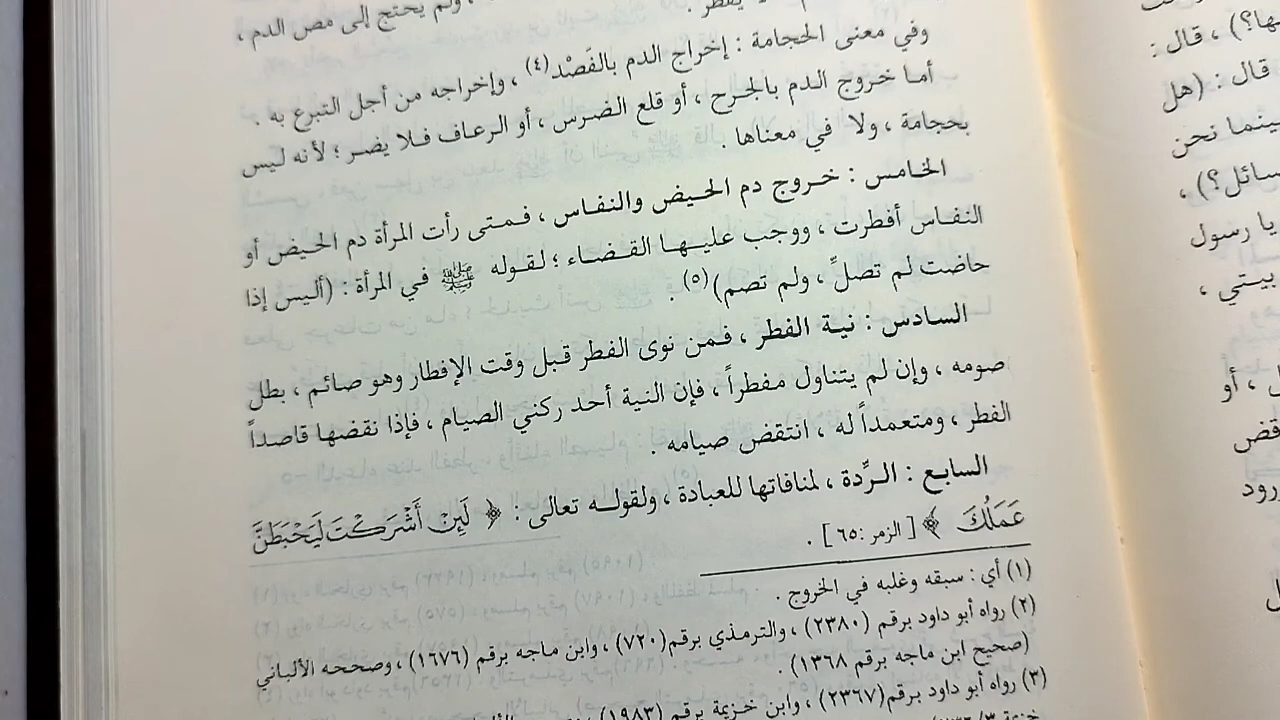 ولم يحتج إلى مص الدم ،
وفي معنى الحجامة : إخراج الدم بالفَصْد(٤) ، وإخراجه من أجل التبرع به .
أما خروج الدم بالجرح ، أو قلع الضرس ، أو الرعاف فلا يضر ؛ لأنه ليس
بحجامة ، ولا في معناها .
الخامس : خروج دم الحيض والنفاس ، فمتى رأت المرأة دم الحيض أو
النفاس أفطرت ، ووجب عليها القضاء ؛ لقوله ﷺ في المرأة : (أليس إذا
حاضت لم تصلِّ ، ولم تصم)(٥) .
السادس : نية الفطر ، فمن نوى الفطر قبل وقت الإفطار وهو صائم ، بطل
صومه ، وإن لم يتناول مفطراً ، فإن النية أحد ركني الصيام ، فإذا نقضها قاصداً
الفطر ، ومتعمداً له ، انتقض صيامه .
السابع : الرِّدة ، لمنافاتها للعبادة ، ولقوله تعالى : ﴿ لَئِنْ أَشْرَكْتَ لَيَحْبَطَنَّ
عَمَلُكَ ﴾ [ الزمر :٦٥] .
(١) أي : سبقه وغلبه في الخروج .
(٢) رواه أبو داود برقم (٢٣٨٠) ، والترمذي برقم(٧٢٠) ، وابن ماجه برقم (١٦٧٦) ، وصححه الألباني
(صحيح ابن ماجه برقم ١٣٦٨) .
(٣) رواه أبو داود برقم(٢٣٦٧) ، وابن خزيمة برقم (١٩٨٣)
ـها؟) ، قال :
قال : (هل
بينما نحن
يا رسول
بيتي ،
ل ، أو